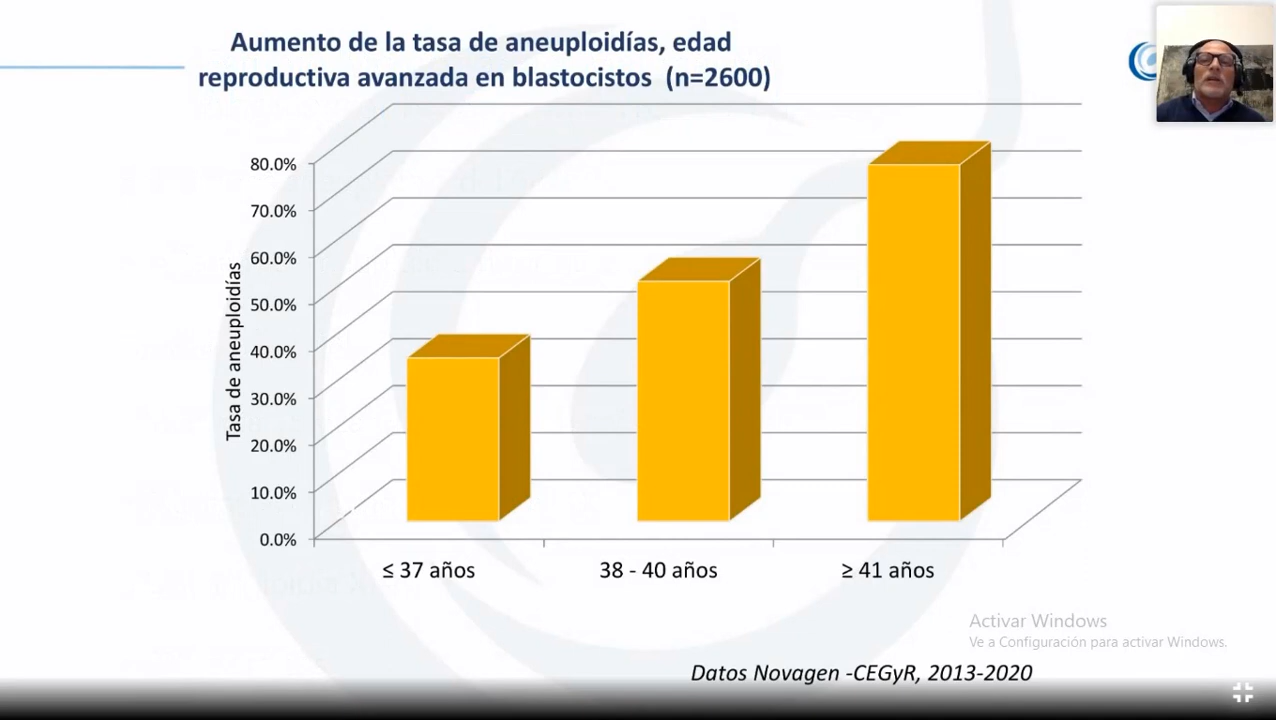 Aumento de la tasa de aneuploidías, edad
reproductiva avanzada en blastocistos (n=2600)
80.0%
70.0%
60.0%
50.0%
40.0%
30.0%
20.0%
10.0%
0.0%
Tasa de aneuploidías
≤ 37 años
38 - 40 años
≥ 41 años
Activar Windows
Ve a Configuración para activar Windows.
Datos Novagen -CEGyR, 2013-2020